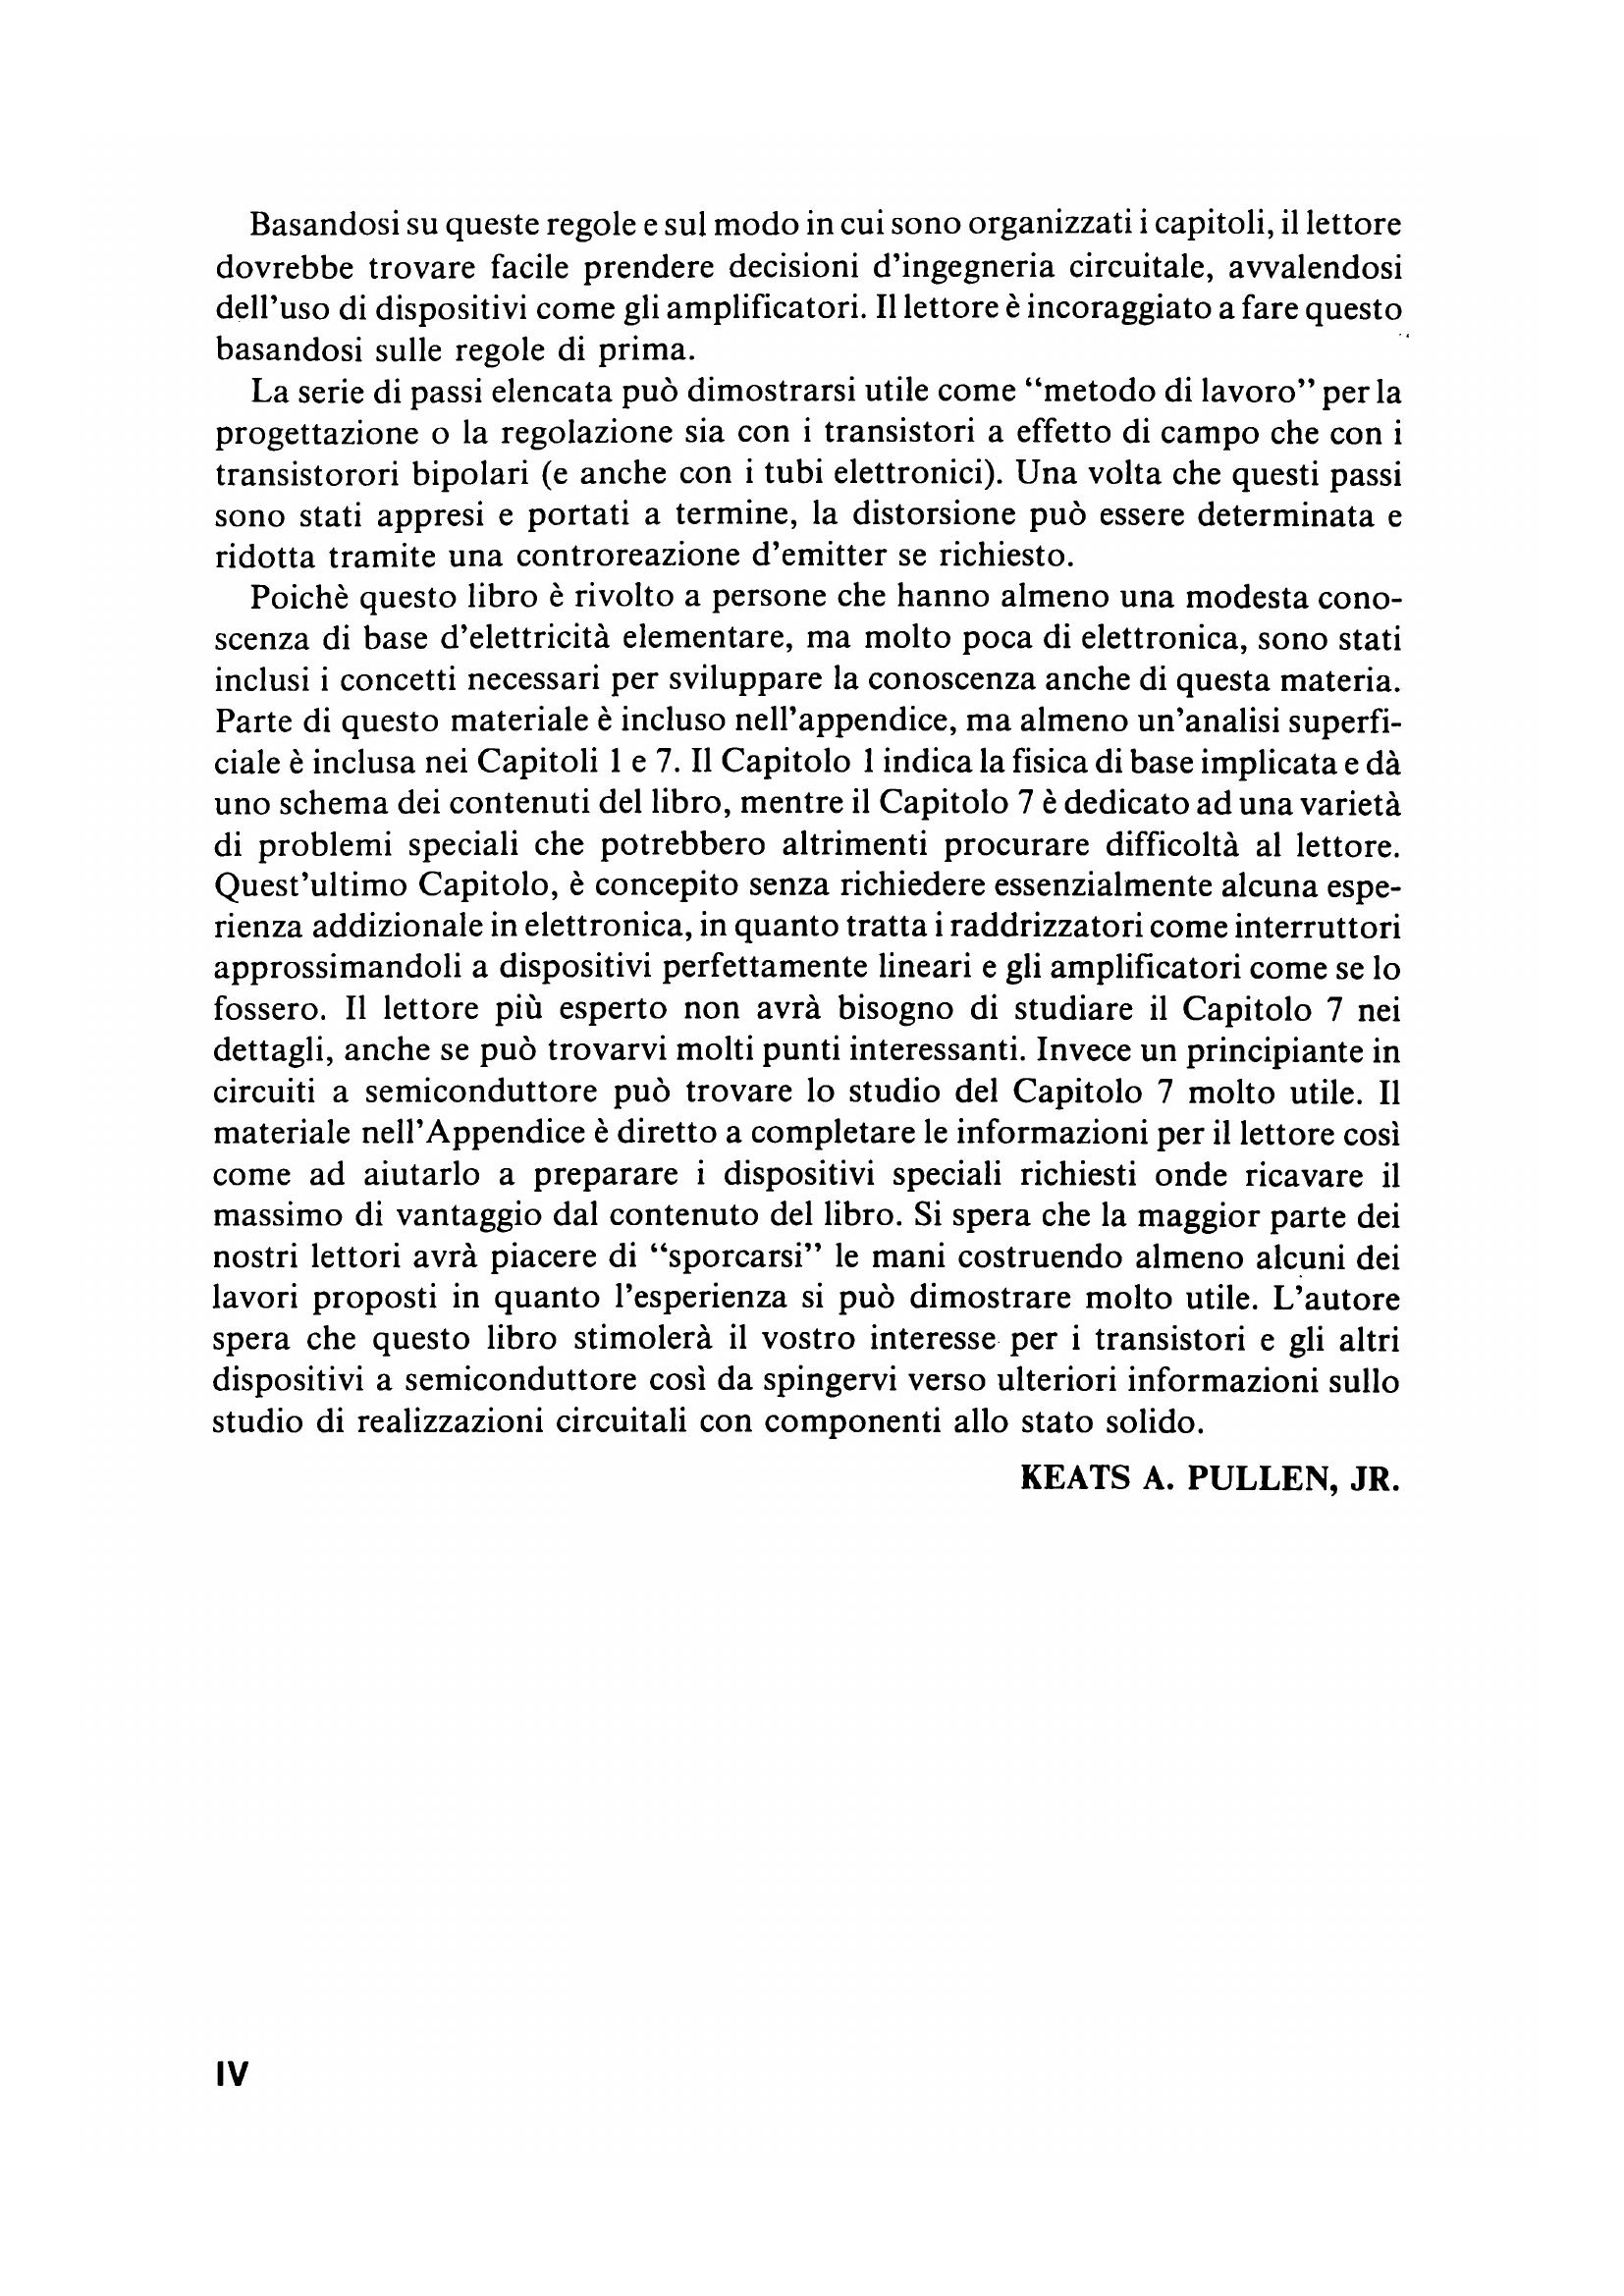 Basandosi su queste regole e sul modo in cui sono organizzati i capitoli, il lettore
dovrebbe trovare facile prendere decisioni d'ingegneria circuitale, avvalendosi
dell'uso di dispositivi come gli amplificatori. Il lettore è incoraggiato a fare questo
basandosi sulle regole di prima.
La serie di passi elencata può dimostrarsi utile come “metodo di lavoro” per la
progettazione o la regolazione sia con i transistori a effetto di campo che con i
transistorori bipolari (e anche con i tubi elettronici). Una volta che questi passi
sono stati appresi e portati a termine, la distorsione può essere determinata e
ridotta tramite una controreazione d'emitter se richiesto.
Poichè questo libro è rivolto a persone che hanno almeno una modesta cono-
scenza di base d'elettricità elementare, ma molto poca di elettronica, sono stati
inclusi i concetti necessari per sviluppare la conoscenza anche di questa materia.
Parte di questo materiale è incluso nell'appendice, ma almeno un'analisi superfi-
ciale è inclusa nei Capitoli 1 e 7. Il Capitolo 1 indica la fisica di base implicata e dà
uno schema dei contenuti del libro, mentre il Capitolo 7 è dedicato ad una varietà
di problemi speciali che potrebbero altrimenti procurare difficoltà al lettore.
Quest'ultimo Capitolo, è concepito senza richiedere essenzialmente alcuna espe-
rienza addizionale in elettronica, in quanto tratta i raddrizzatori come interruttori
approssimandoli a dispositivi perfettamente lineari e gli amplificatori come se lo
fossero. Il lettore più esperto non avrà bisogno di studiare il Capitolo 7 nei
dettagli, anche se può trovarvi molti punti interessanti. Invece un principiante in
circuiti a semiconduttore può trovare lo studio del Capitolo 7 molto utile. Il
materiale nell'Appendice è diretto a completare le informazioni per il lettore così
come ad aiutarlo a preparare i dispositivi speciali richiesti onde ricavare il
massimo di vantaggio dal contenuto del libro. Si spera che la maggior parte dei
nostri lettori avrà piacere di “sporcarsi” le mani costruendo almeno alcuni dei
lavori proposti in quanto l'esperienza si può dimostrare molto utile. L'autore
spera che questo libro stimolerà il vostro interesse per i transistori e gli altri
dispositivi a semiconduttore così da spingervi verso ulteriori informazioni sullo
studio di realizzazioni circuitali con componenti allo stato solido.
KEATS A. PULLEN, JR.
IV